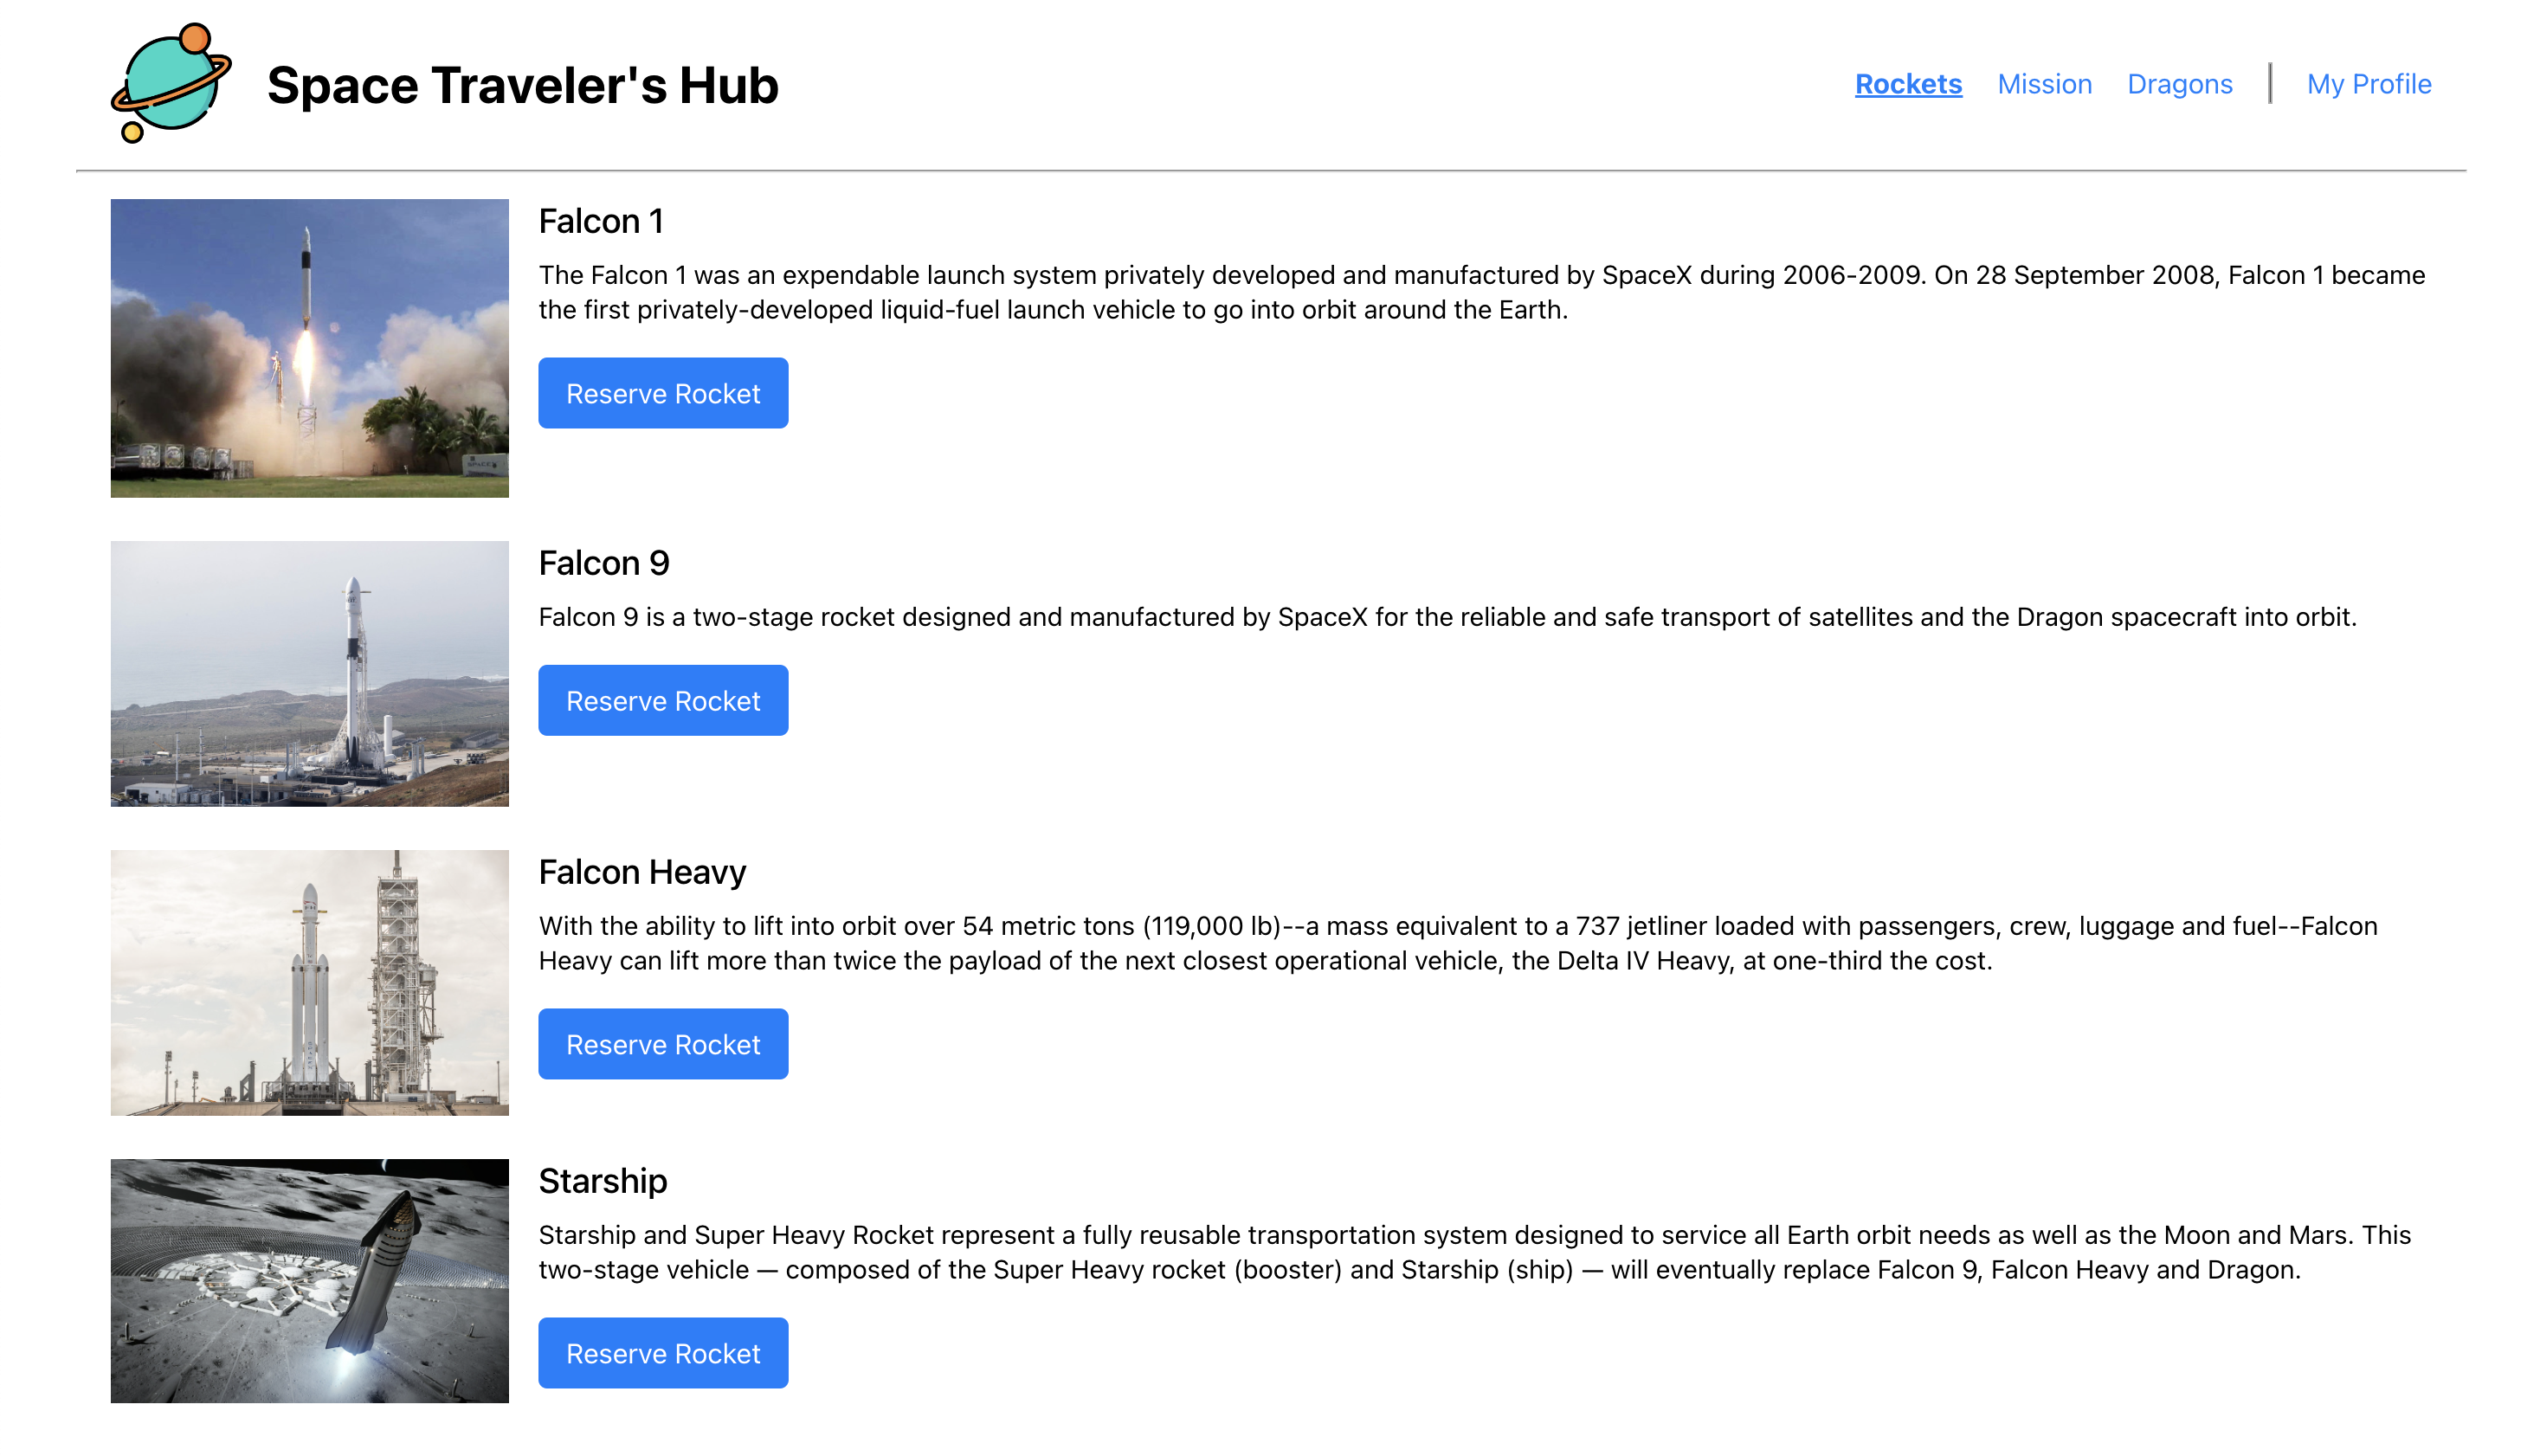 Space Traveler's Hub
Rockets Mission Dragons My Profile
Falcon 1
The Falcon 1 was an expendable launch system privately developed and manufactured by SpaceX during 2006-2009. On 28 September 2008, Falcon 1 became
the first privately-developed liquid-fuel launch vehicle to go into orbit around the Earth.
Reserve Rocket
Falcon 9
Falcon 9 is a two-stage rocket designed and manufactured by SpaceX for the reliable and safe transport of satellites and the Dragon spacecraft into orbit.
Reserve Rocket
Falcon Heavy
With the ability to lift into orbit over 54 metric tons (119,000 lb)--a mass equivalent to a 737 jetliner loaded with passengers, crew, luggage and fuel--Falcon
Heavy can lift more than twice the payload of the next closest operational vehicle, the Delta IV Heavy, at one-third the cost.
Reserve Rocket
Starship
Starship and Super Heavy Rocket represent a fully reusable transportation system designed to service all Earth orbit needs as well as the Moon and Mars. This
two-stage vehicle — composed of the Super Heavy rocket (booster) and Starship (ship) — will eventually replace Falcon 9, Falcon Heavy and Dragon.
Reserve Rocket